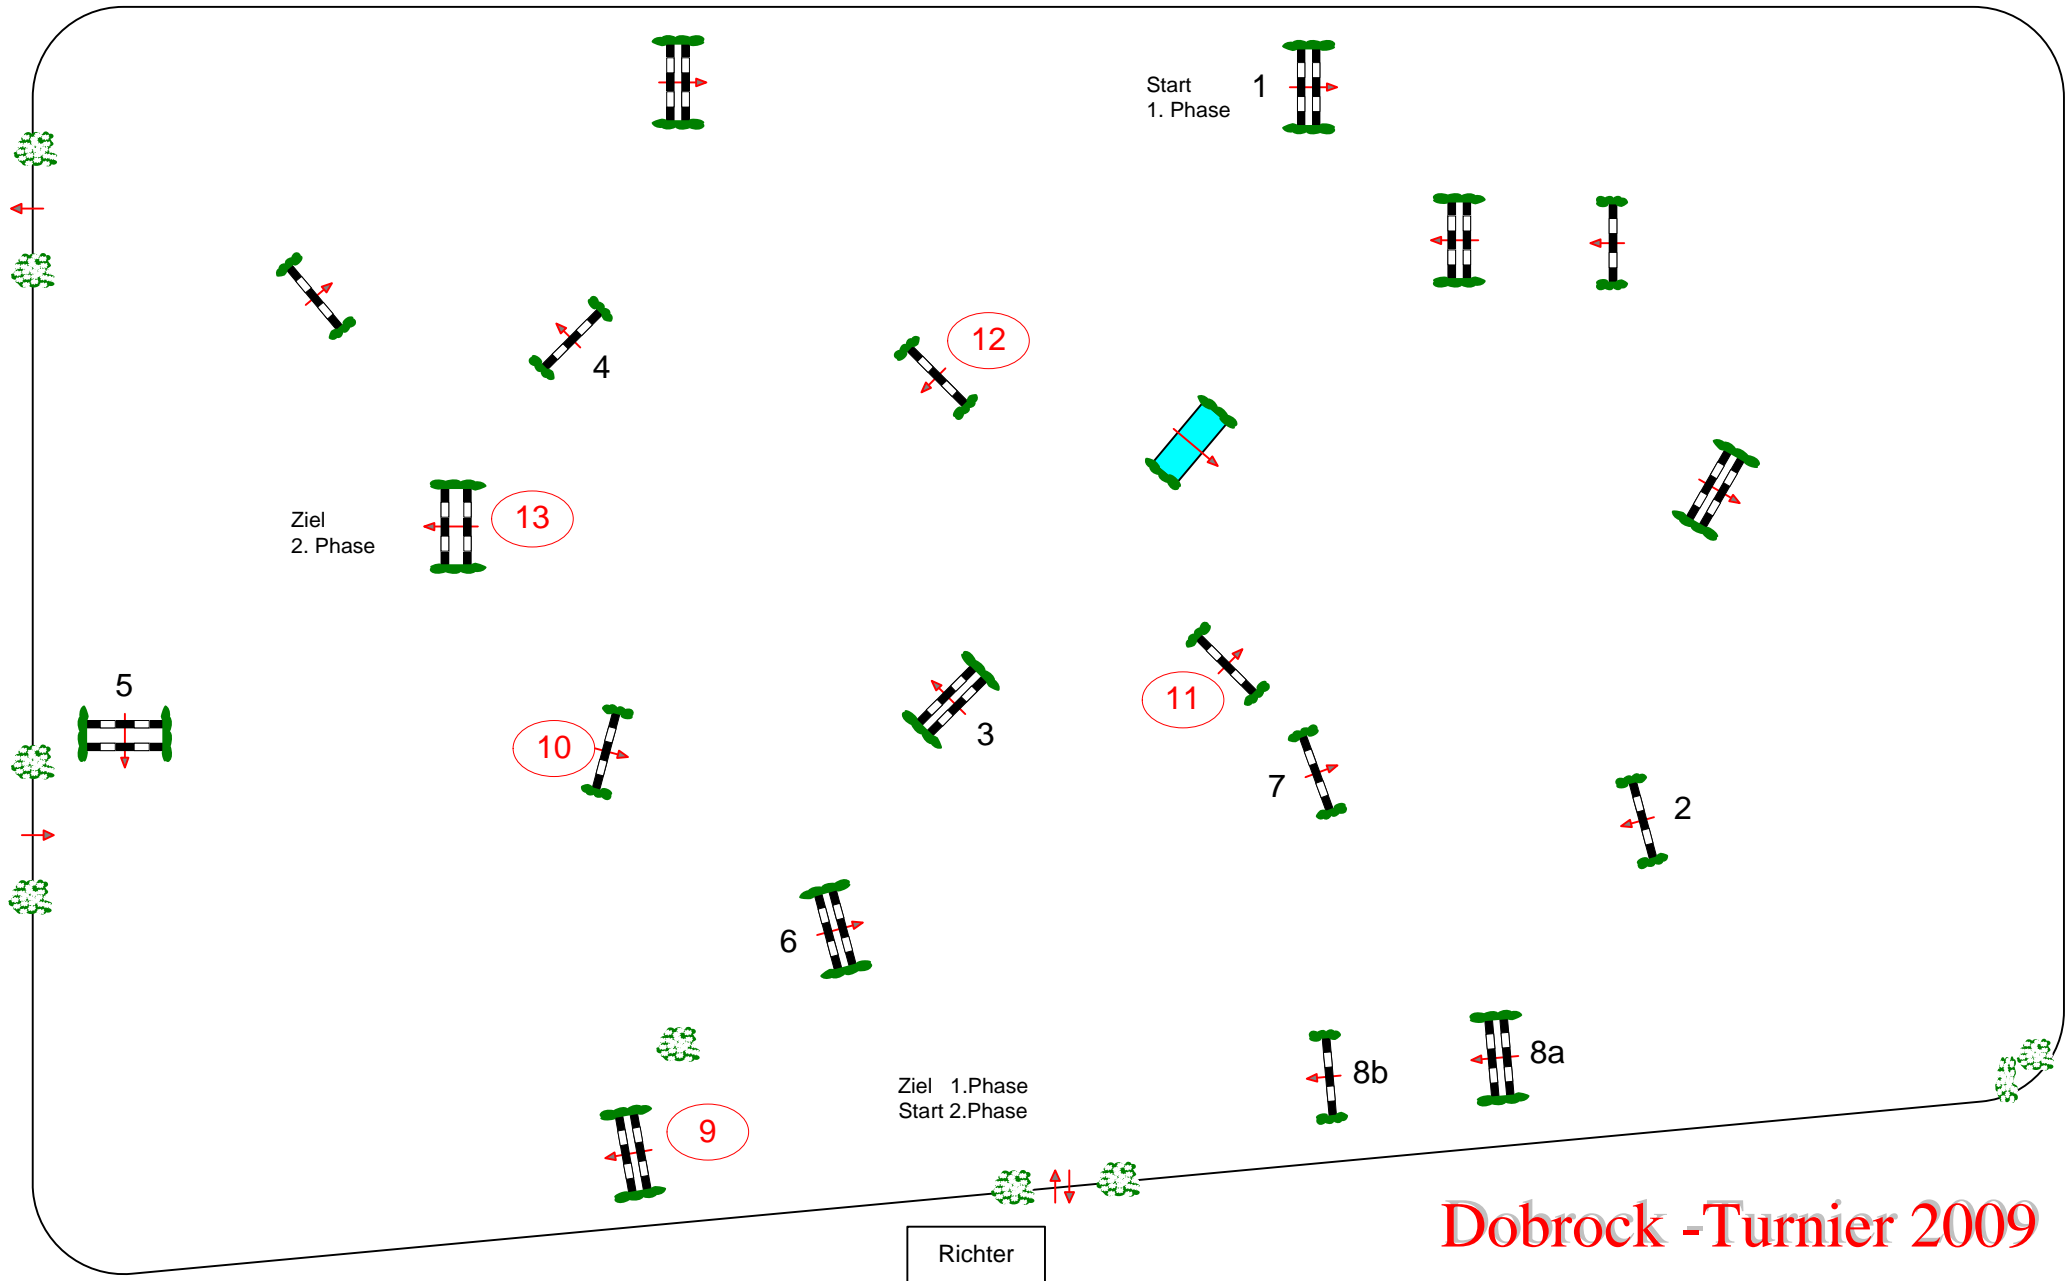 Start
1. Phase
1
4
12
13
Ziel
2. Phase
5
10
3
11
7
2
6
8b
8a
Ziel 1.Phase
Start 2.Phase
9
Richter
Dobrock -Turnier 2009